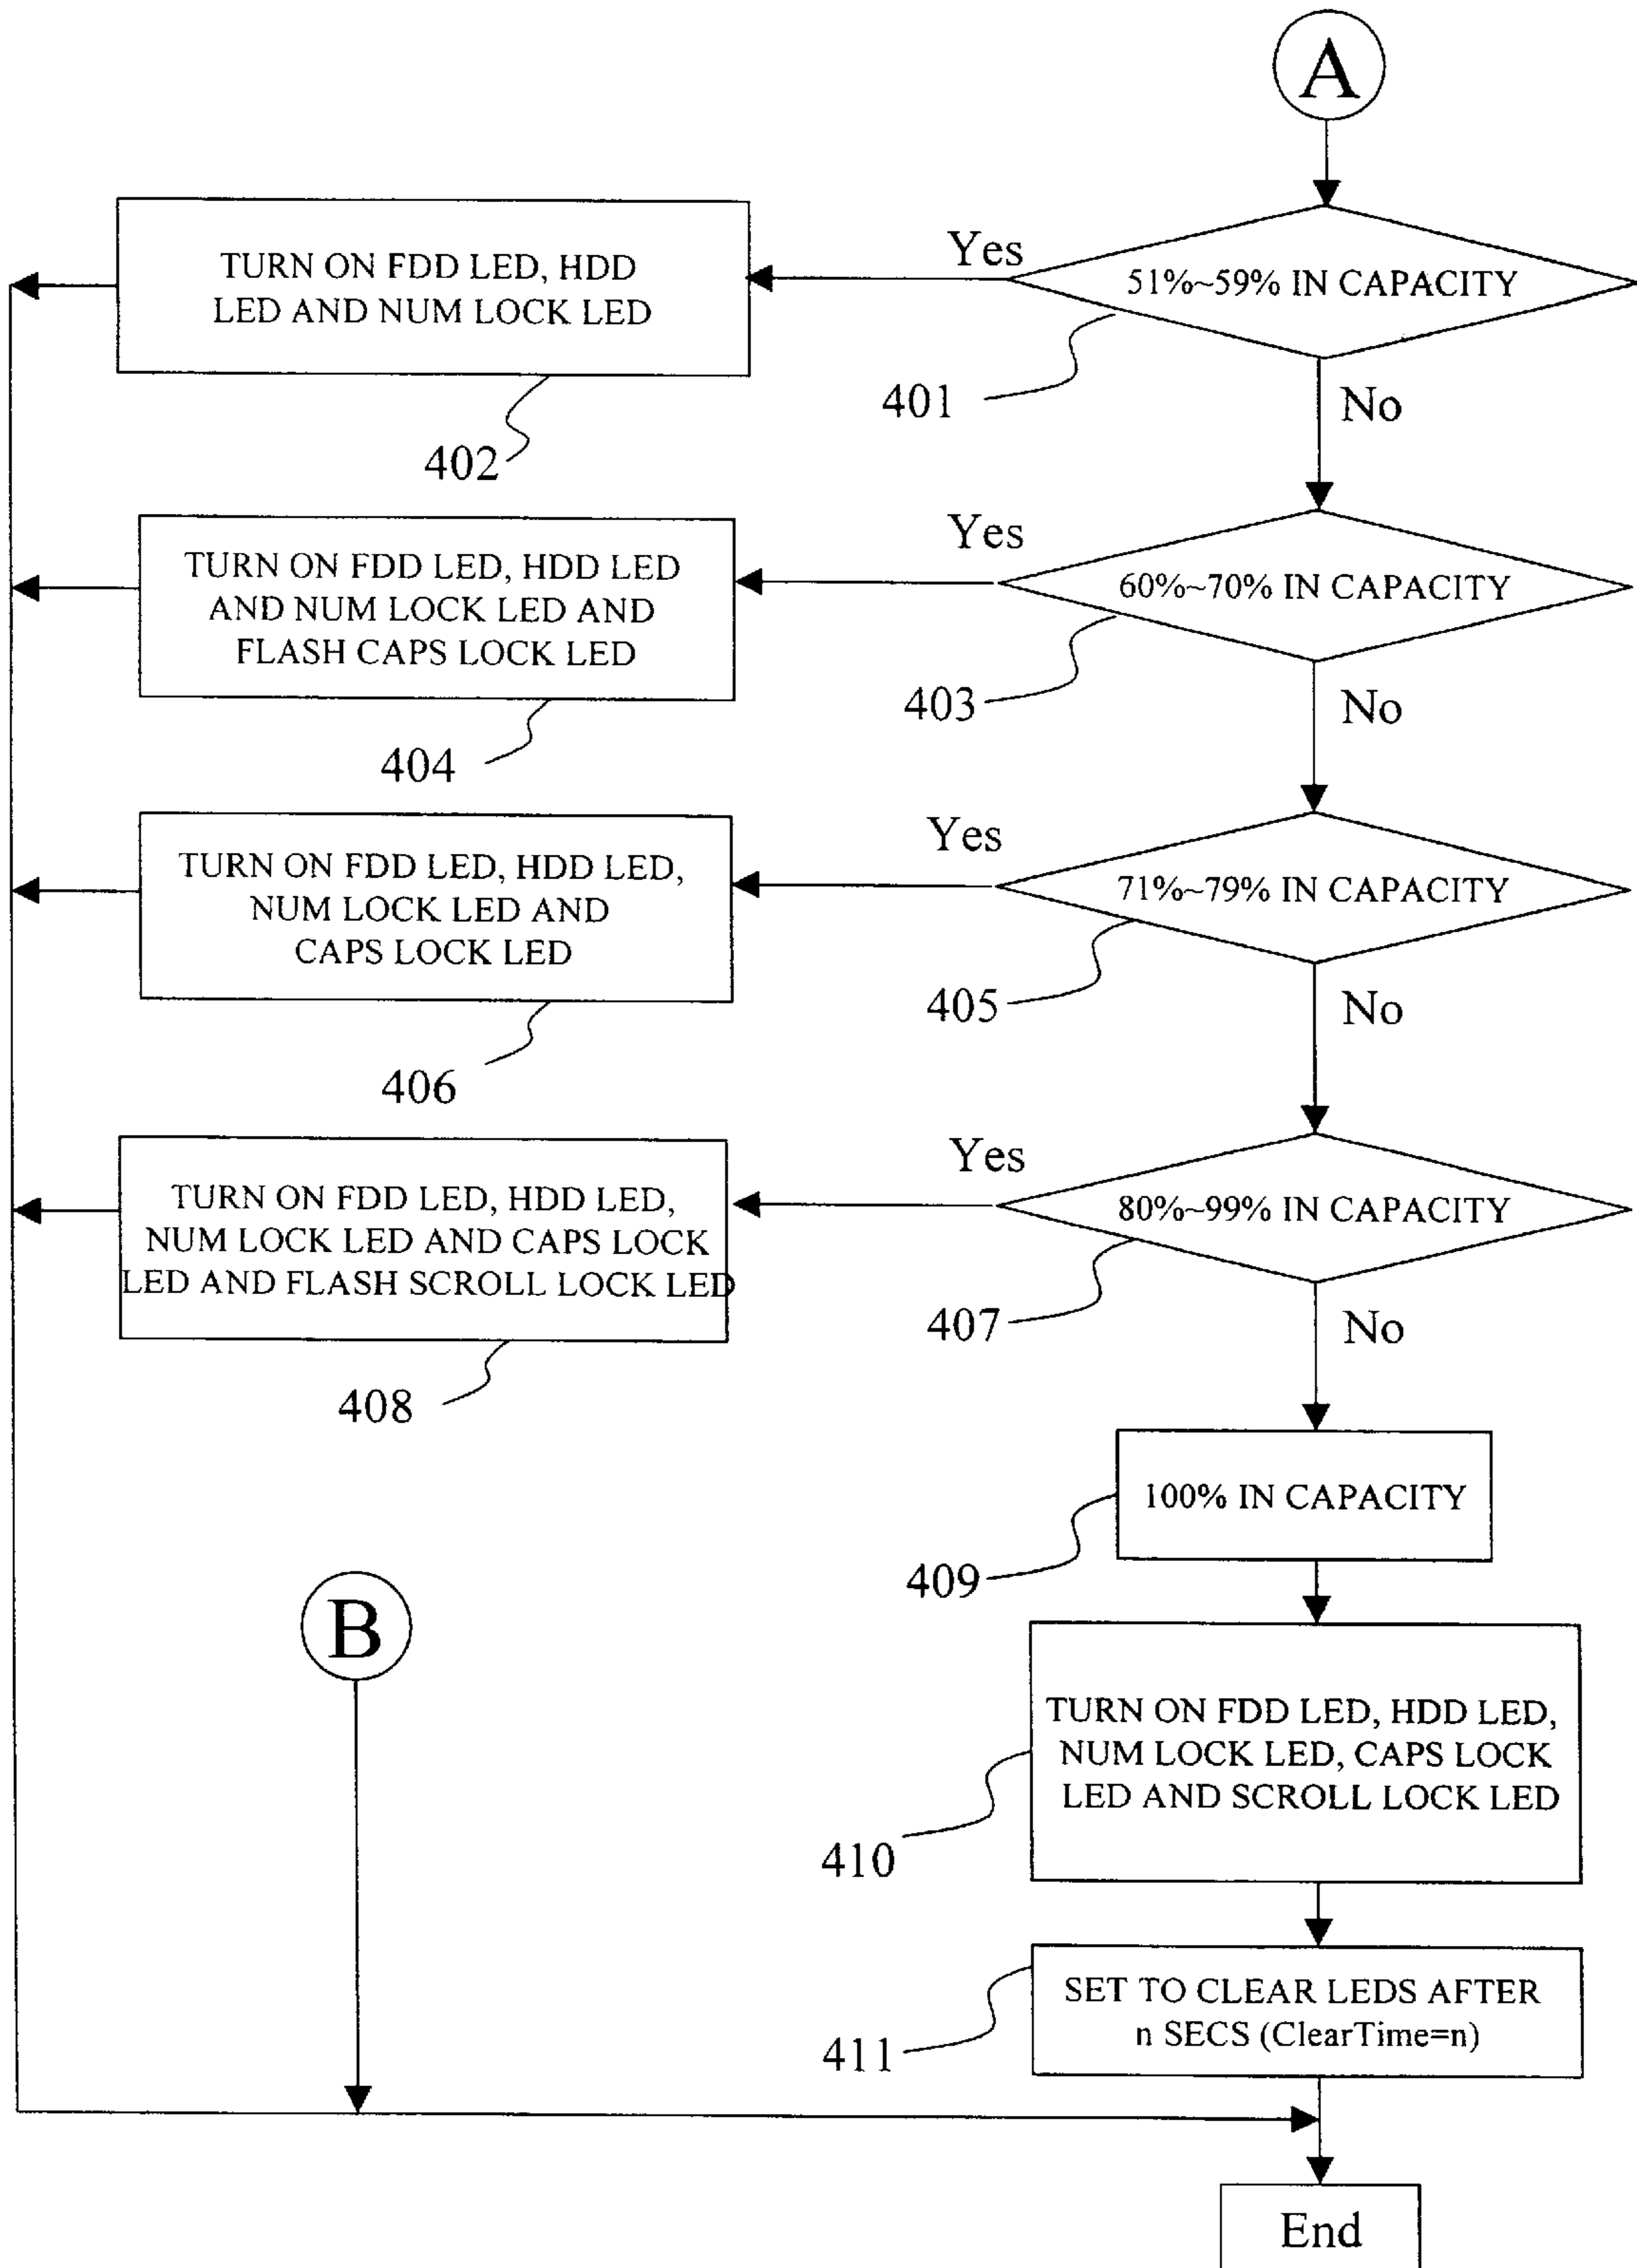 A
Yes
51%~59% IN CAPACITY
TURN ON FDD LED, HDD
LED AND NUM LOCK LED
401
No
402
Yes
60%~70% IN CAPACITY
TURN ON FDD LED, HDD LED
AND NUM LOCK LED AND
FLASH CAPS LOCK LED
403
No
404
Yes
71%~79% IN CAPACITY
TURN ON FDD LED, HDD LED,
NUM LOCK LED AND
CAPS LOCK LED
405
No
406
Yes
80%~99% IN CAPACITY
TURN ON FDD LED, HDD LED,
NUM LOCK LED AND CAPS LOCK
LED AND FLASH SCROLL LOCK LED
407
No
408
100% IN CAPACITY
409
B
TURN ON FDD LED, HDD LED,
NUM LOCK LED, CAPS LOCK
LED AND SCROLL LOCK LED
410
SET TO CLEAR LEDS AFTER
n SECS (ClearTime=n)
411
End